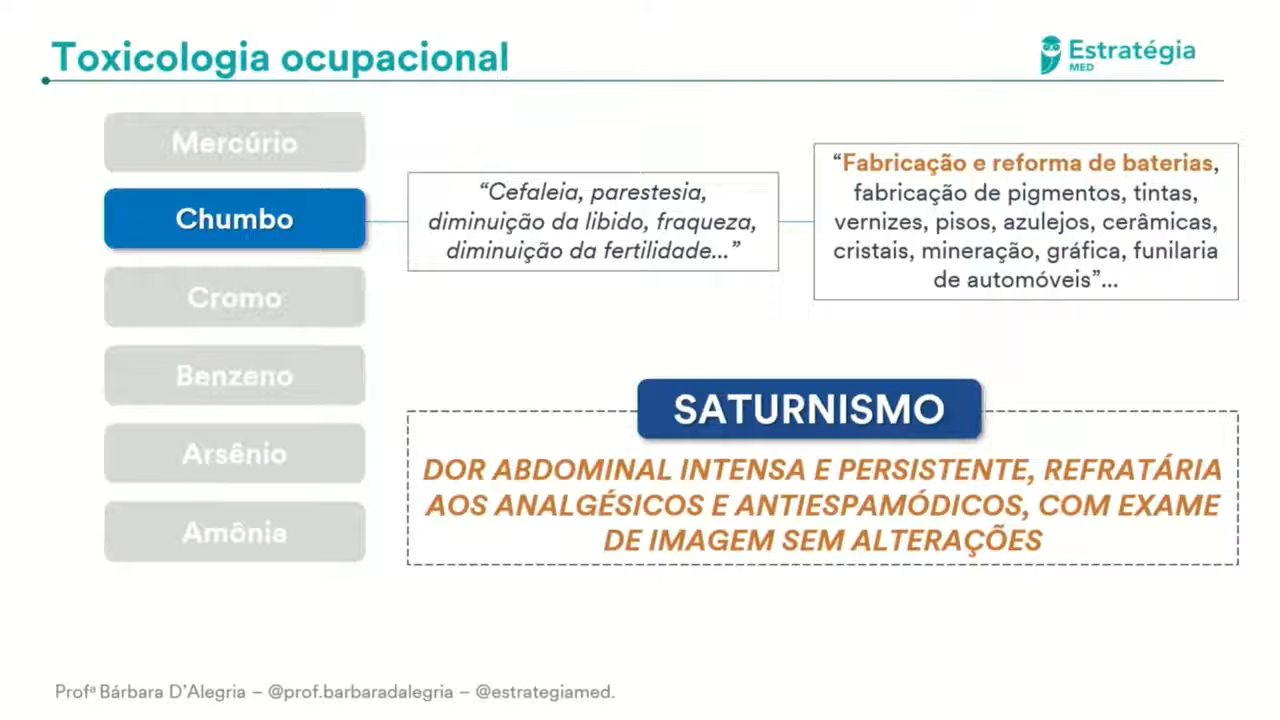 Toxicologia ocupacional
Estratégia
MED
Mercúrio
Chumbo
Cromo
Benzeno
Arsênio
Amônia
“Cefaleia, parestesia,
diminuição da libido, fraqueza,
diminuição da fertilidade...”
“Fabricação e reforma de baterias,
fabricação de pigmentos, tintas,
vernizes, pisos, azulejos, cerâmicas,
cristais, mineração, gráfica, funilaria
de automóveis”...
SATURNISMO
DOR ABDOMINAL INTENSA E PERSISTENTE, REFRATÁRIA
AOS ANALGÉSICOS E ANTIESPAMÓDICOS, COM EXAME
DE IMAGEM SEM ALTERAÇÕES
Profª Bárbara D’Alegria – @prof.barbaradalegria – @estrategiamed.